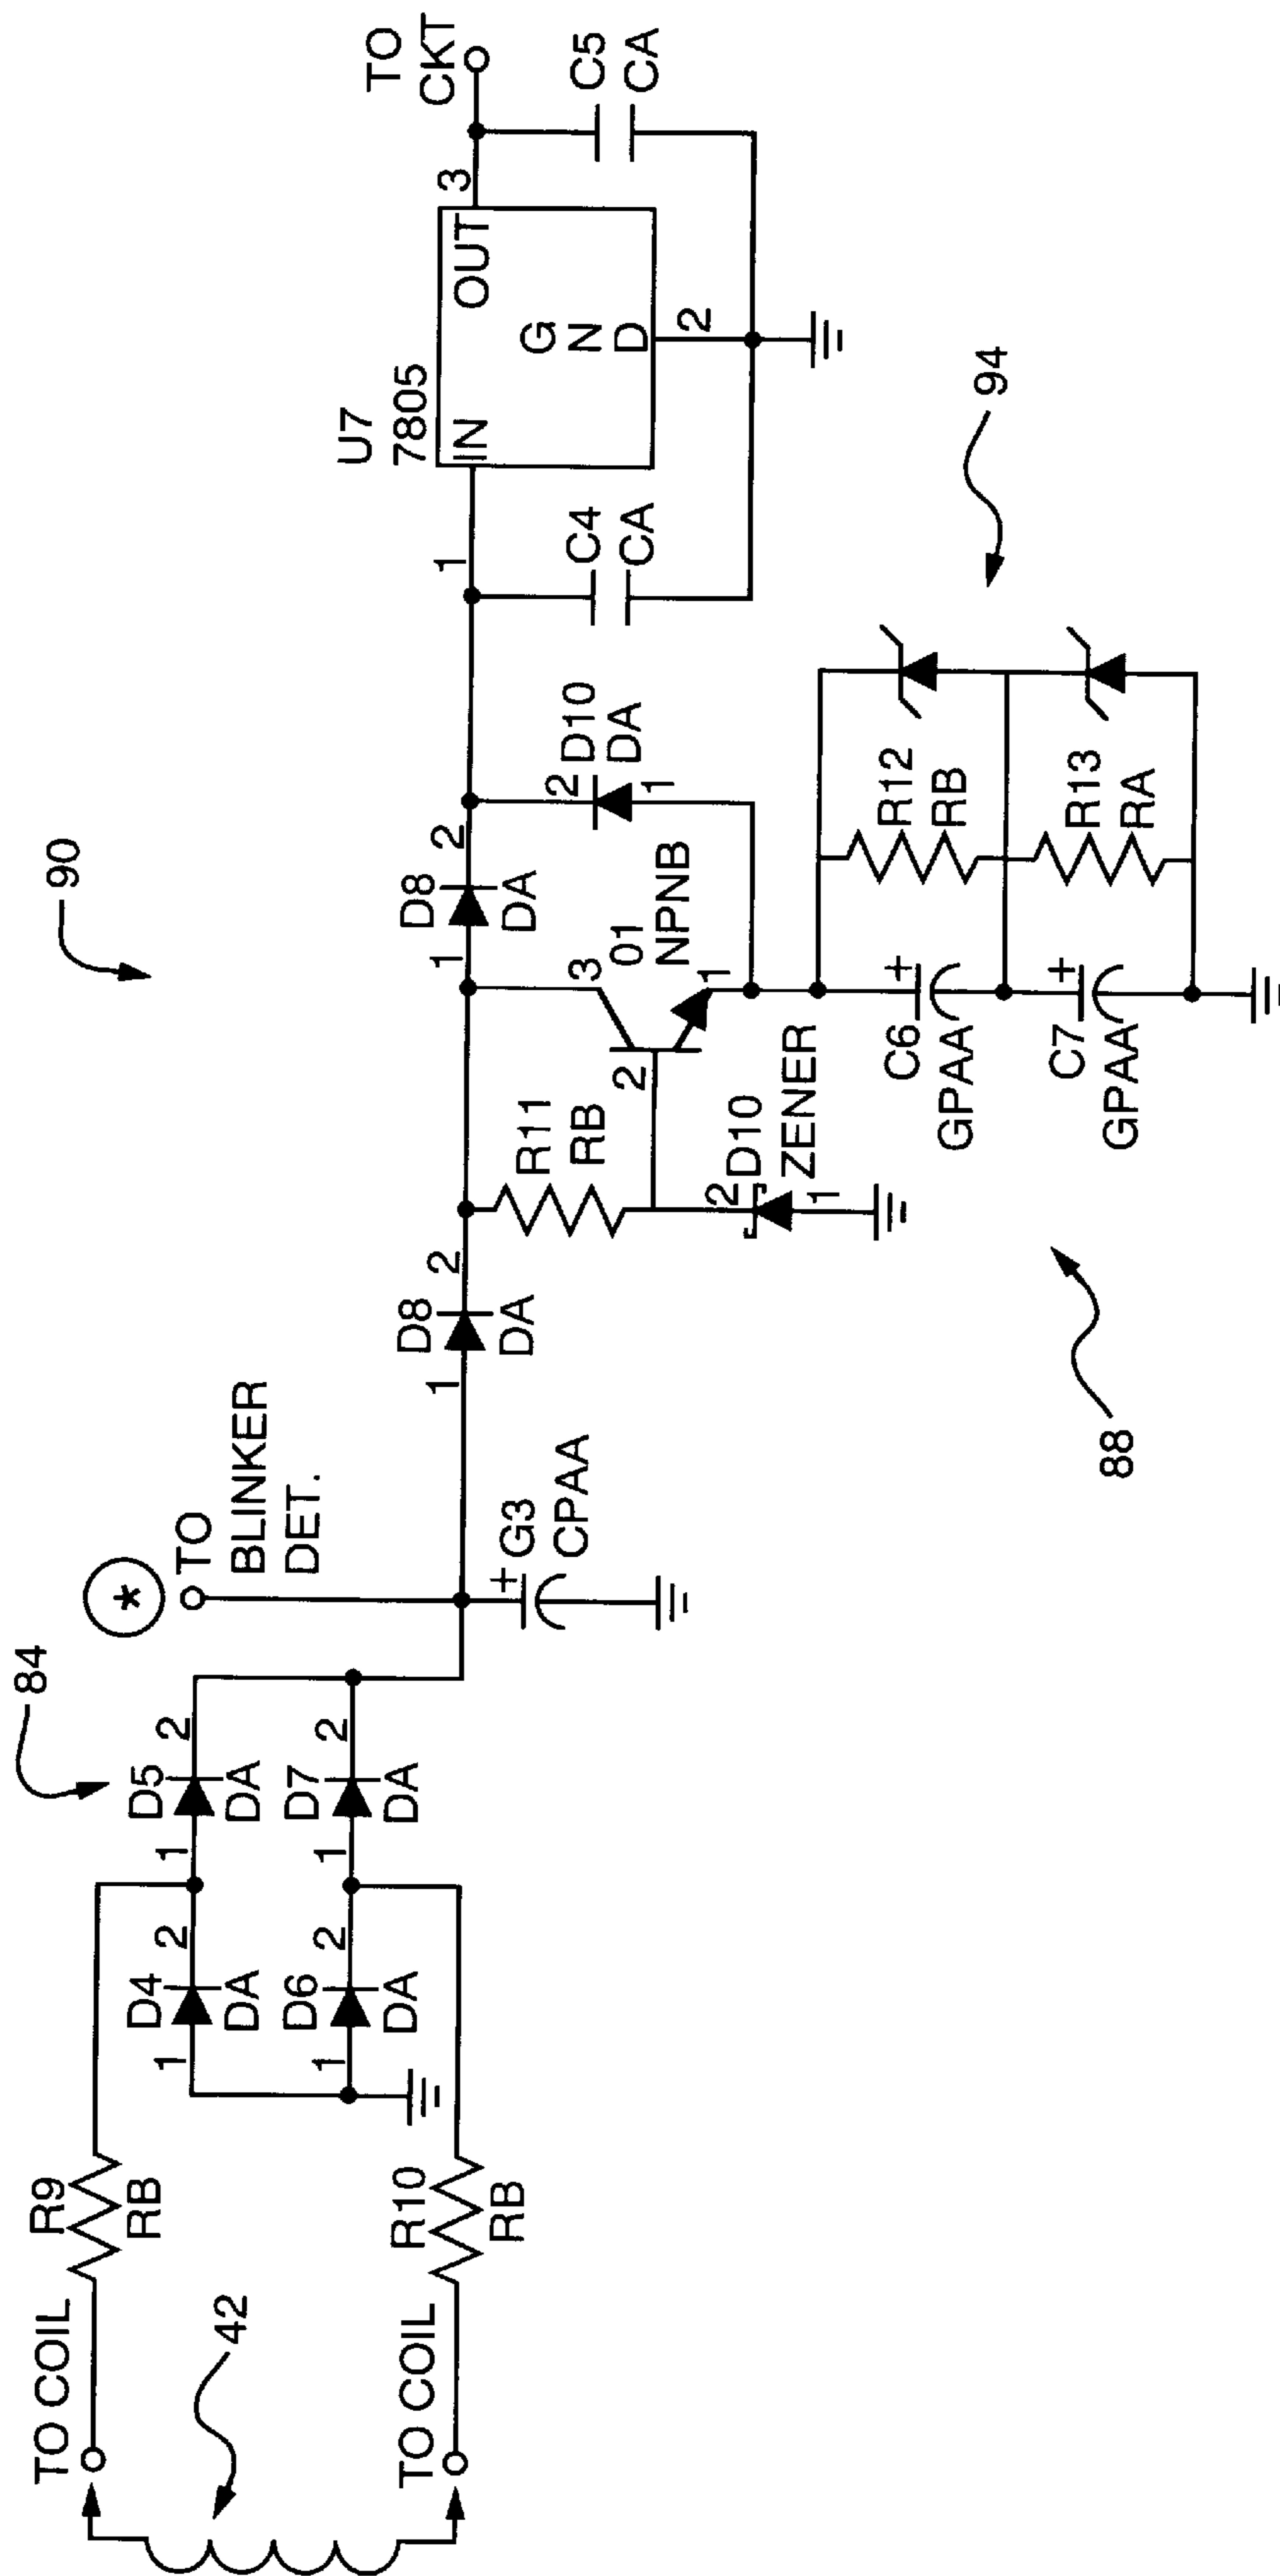 90
84
*
TO
BLINKER
DET.
42
TO COIL
R9
RB
D4
DA
1
2
D5
DA
1
2
D6
DA
1
2
D7
DA
1
2
TO COIL
R10
RB
G3
CPAA
+
1
D8
DA
2
R11
RB
2
D10
ZENER
1
2
3
01
NPNB
1
1
D8
DA
2
2
D10
DA
1
1
C4
CA
U7
7805
IN
OUT
G
N
D
2
3
TO
CKT
C5
CA
C6
GPAA
+
C7
GPAA
+
R12
RB
R13
RA
88
94